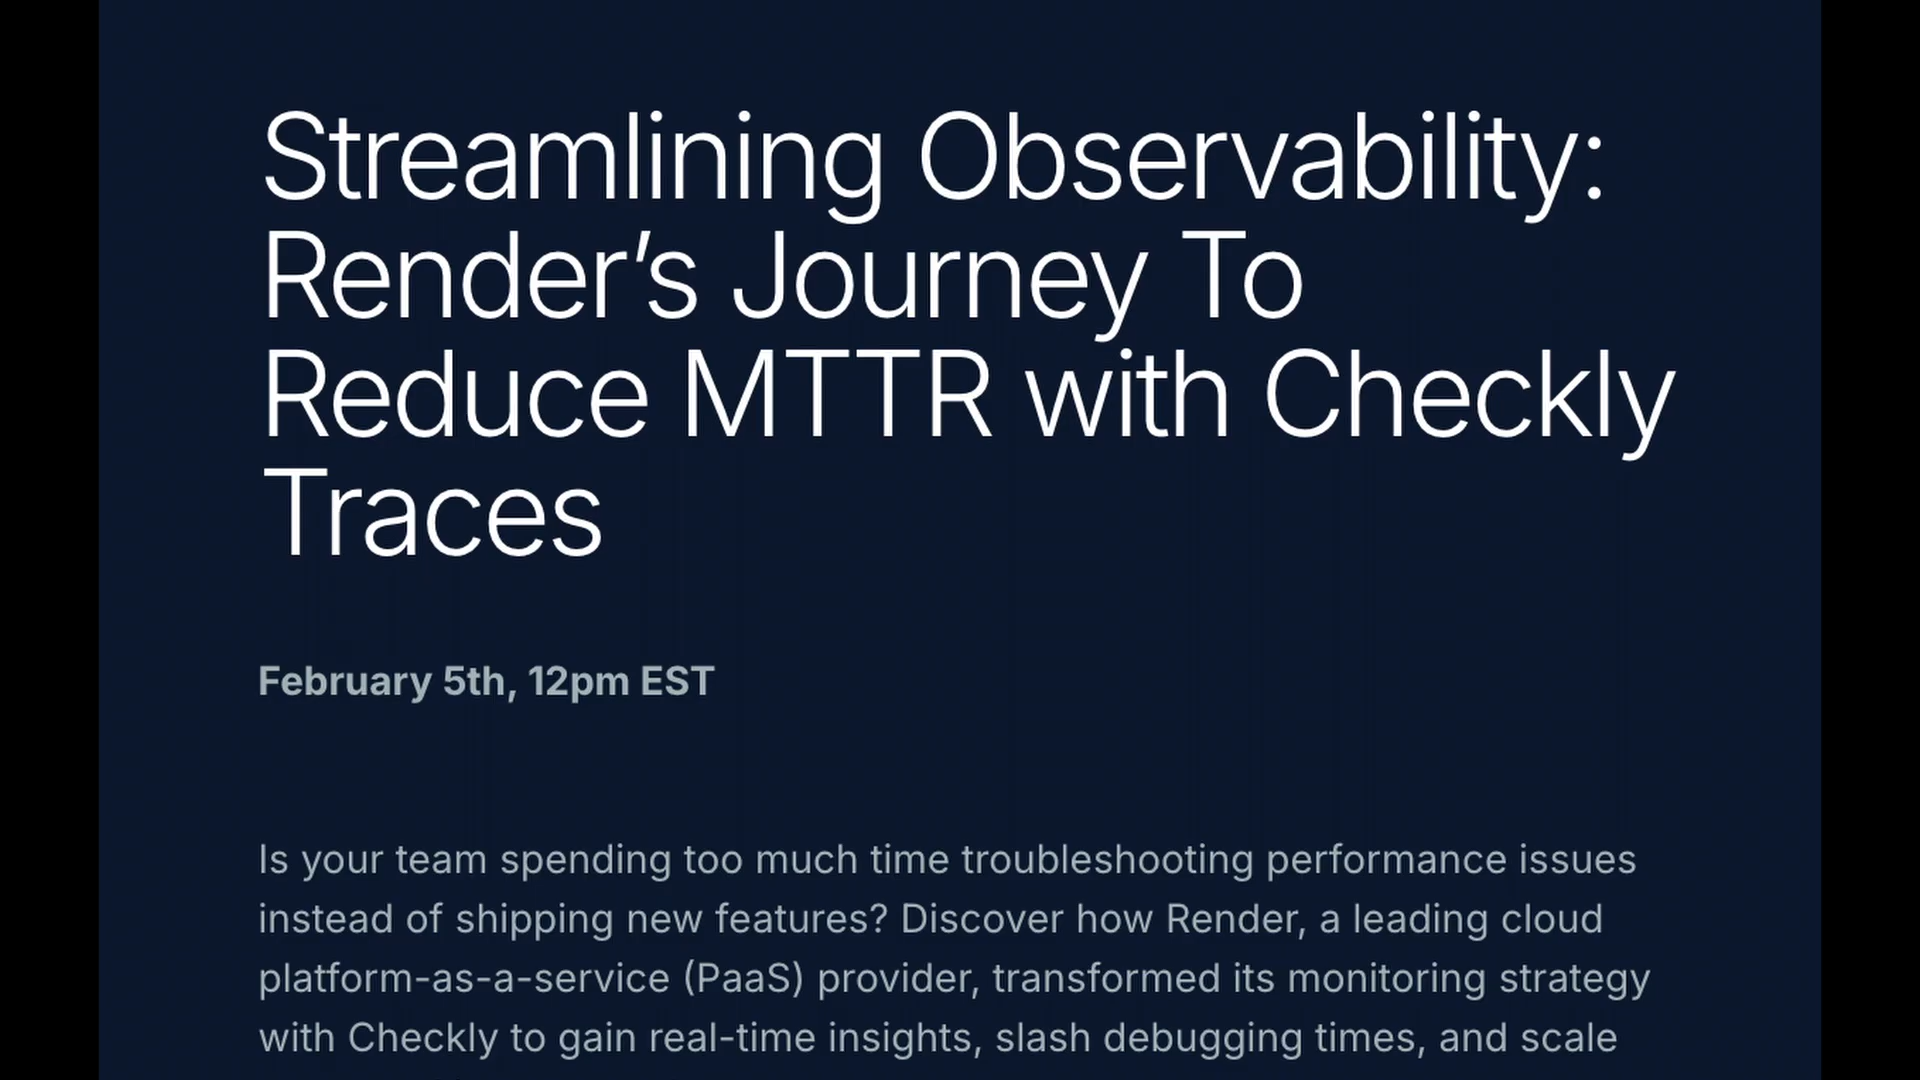 Streamlining Observability:
Render’s Journey To
Reduce MTTR with Checkly
Traces
February 5th, 12pm EST
Is your team spending too much time troubleshooting performance issues
instead of shipping new features? Discover how Render, a leading cloud
platform-as-a-service (PaaS) provider, transformed its monitoring strategy
with Checkly to gain real-time insights, slash debugging times, and scale